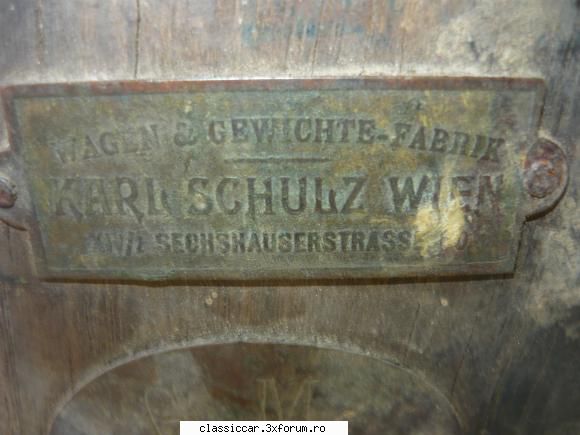 WAGEN & GEWICHTE-FABRIK
KARL SCHULZ WIEN
SECHSHAUSERSTRASSE
M
classiccar.3xforum.ro